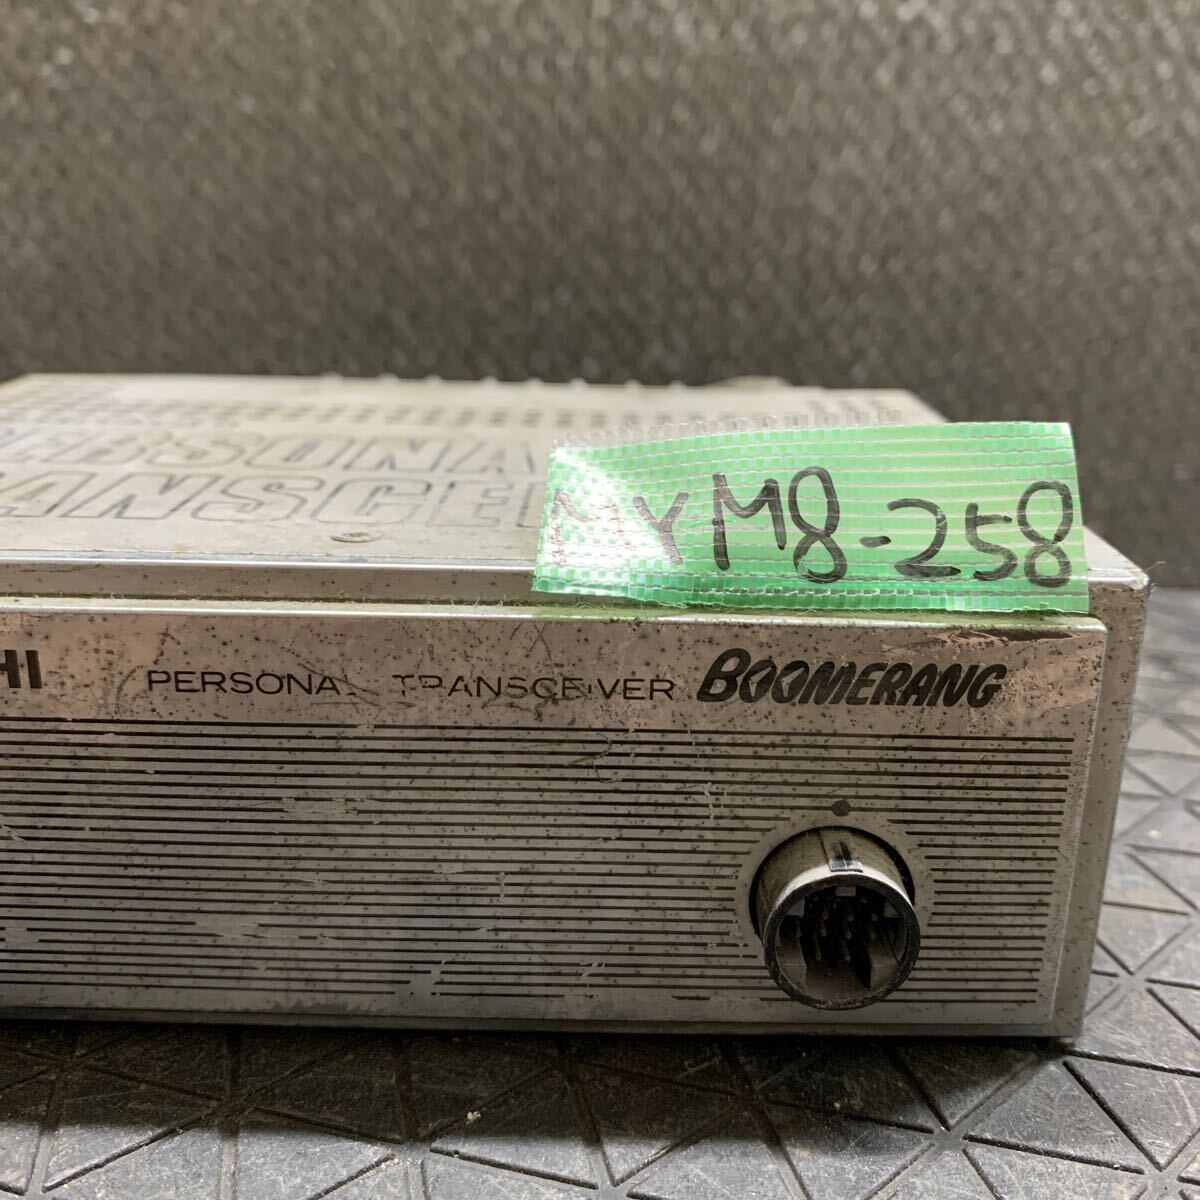 MYM8-258
HI
PERSONAL TRANSCEIVER BOOMERANG